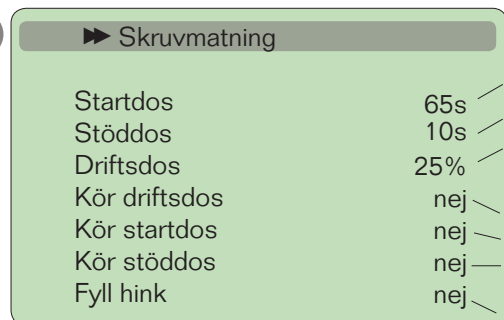 Skruvmatning
Startdos 65s
Stöddos 10s
Driftsdos 25%
Kör driftsdos nej
Kör startdos nej
Kör stöddos nej
Fyll hink nej